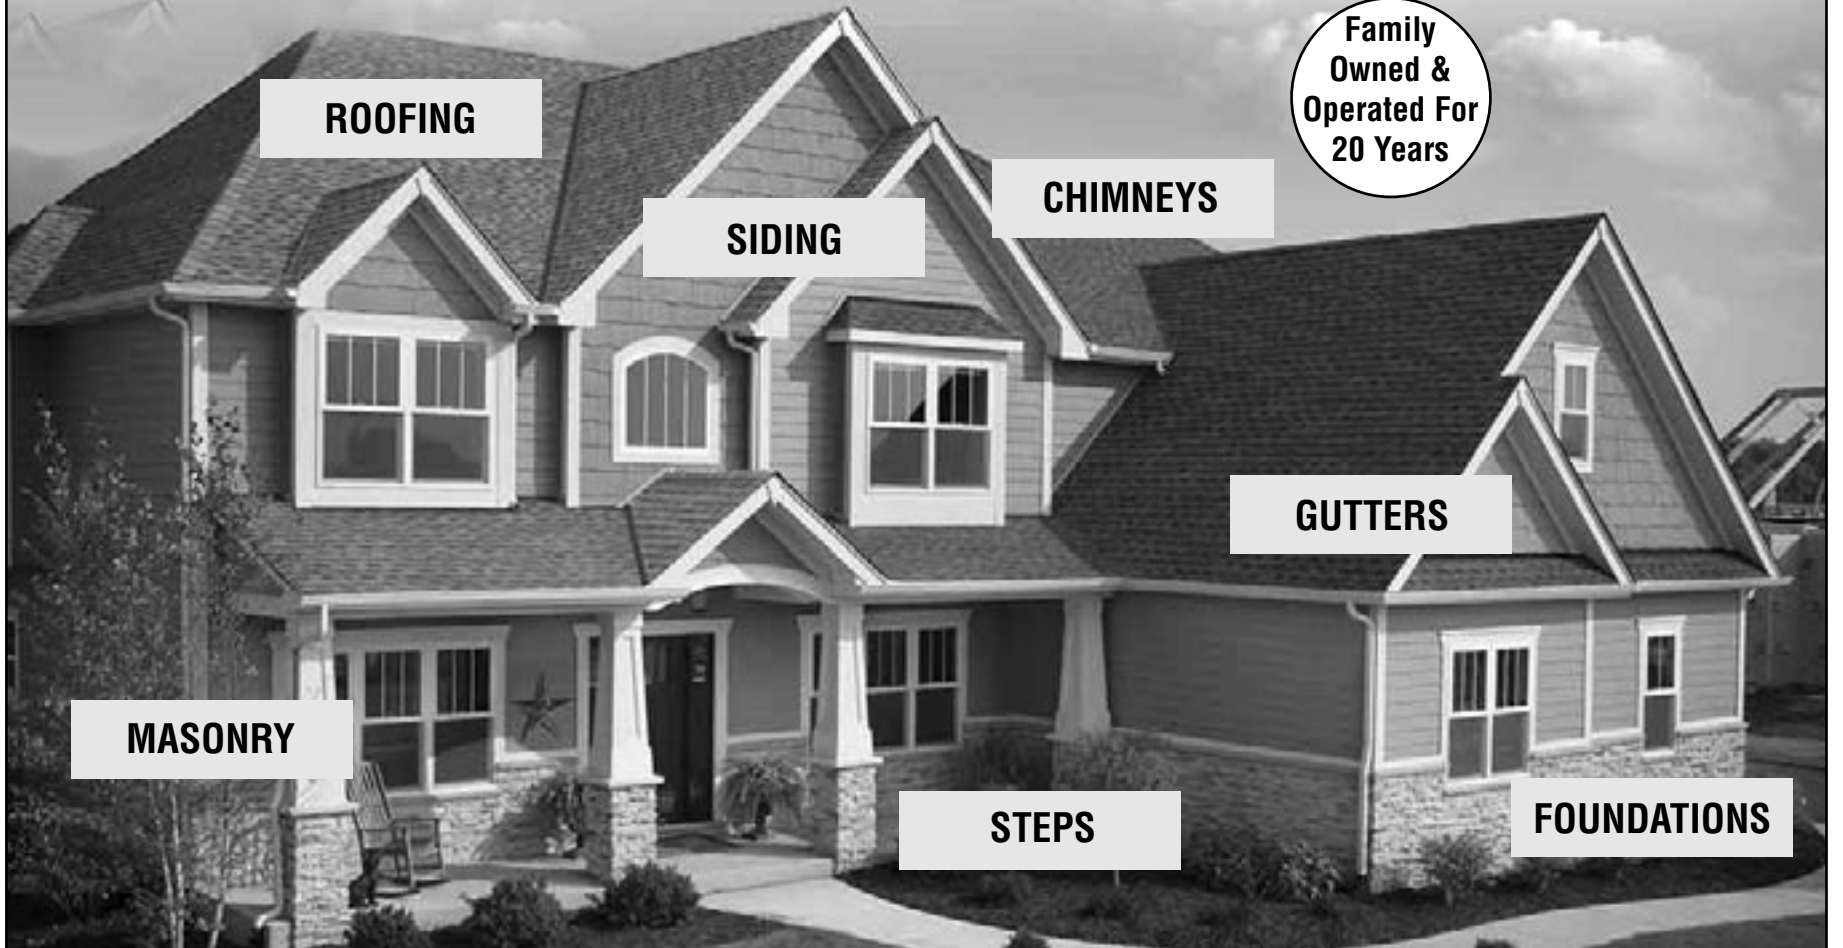 Family
Owned &
Operated For
20 Years
ROOFING
CHIMNEYS
SIDING
GUTTERS
MASONRY
STEPS
FOUNDATIONS